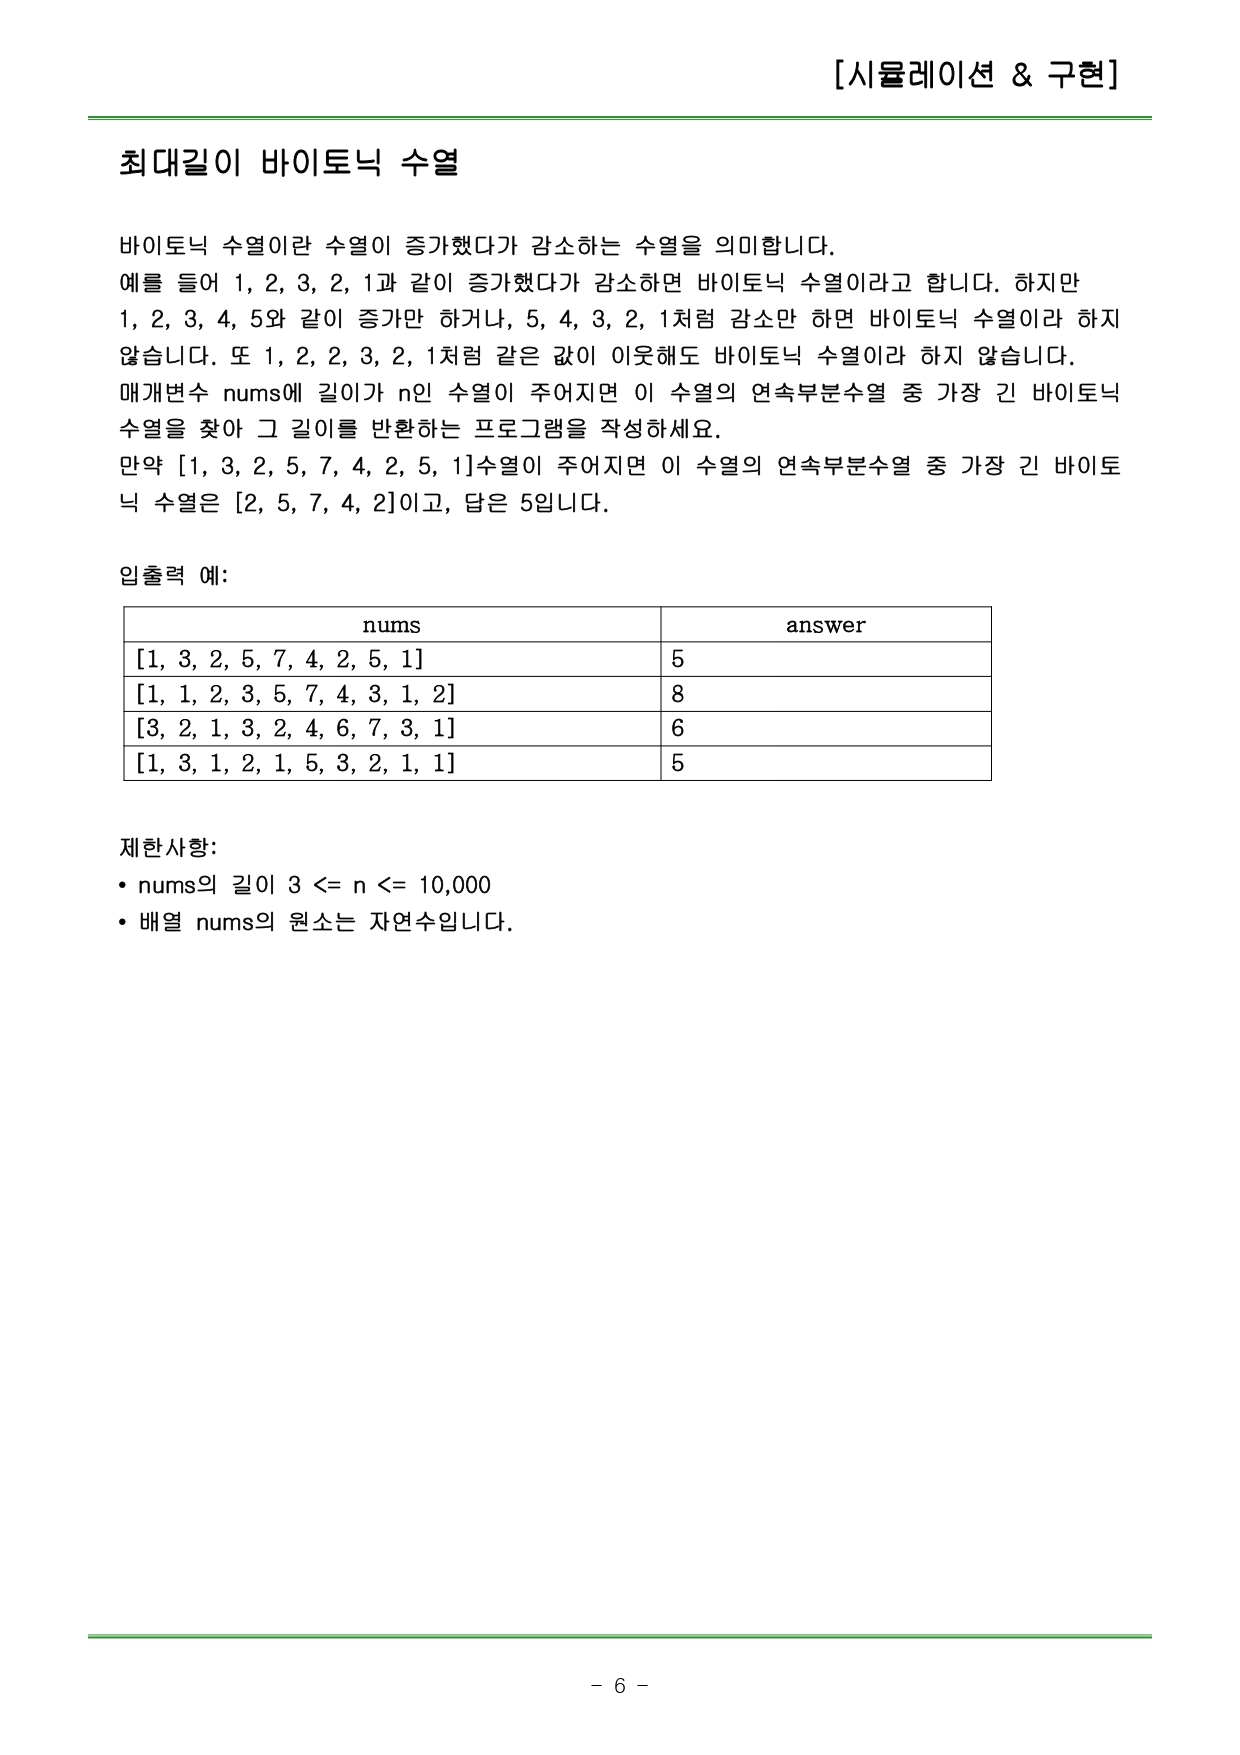 [시뮬레이션 & 구현]
최대길이 바이토닉 수열
바이토닉 수열이란 수열이 증가했다가 감소하는 수열을 의미합니다.
예를 들어 1, 2, 3, 2, 1과 같이 증가했다가 감소하면 바이토닉 수열이라고 합니다. 하지만
1, 2, 3, 4, 5와 같이 증가만 하거나, 5, 4, 3, 2, 1처럼 감소만 하면 바이토닉 수열이라 하지
않습니다. 또 1, 2, 2, 3, 2, 1처럼 같은 값이 이웃해도 바이토닉 수열이라 하지 않습니다.
매개변수 nums에 길이가 n인 수열이 주어지면 이 수열의 연속부분수열 중 가장 긴 바이토닉
수열을 찾아 그 길이를 반환하는 프로그램을 작성하세요.
만약 [1, 3, 2, 5, 7, 4, 2, 5, 1]수열이 주어지면 이 수열의 연속부분수열 중 가장 긴 바이토
닉 수열은 [2, 5, 7, 4, 2]이고, 답은 5입니다.
입출력 예:
nums answer
[1, 3, 2, 5, 7, 4, 2, 5, 1] 5
[1, 1, 2, 3, 5, 7, 4, 3, 1, 2] 8
[3, 2, 1, 3, 2, 4, 6, 7, 3, 1] 6
[1, 3, 1, 2, 1, 5, 3, 2, 1, 1] 5
제한사항:
• nums의 길이 3 <= n <= 10,000
• 배열 nums의 원소는 자연수입니다.
- 6 -